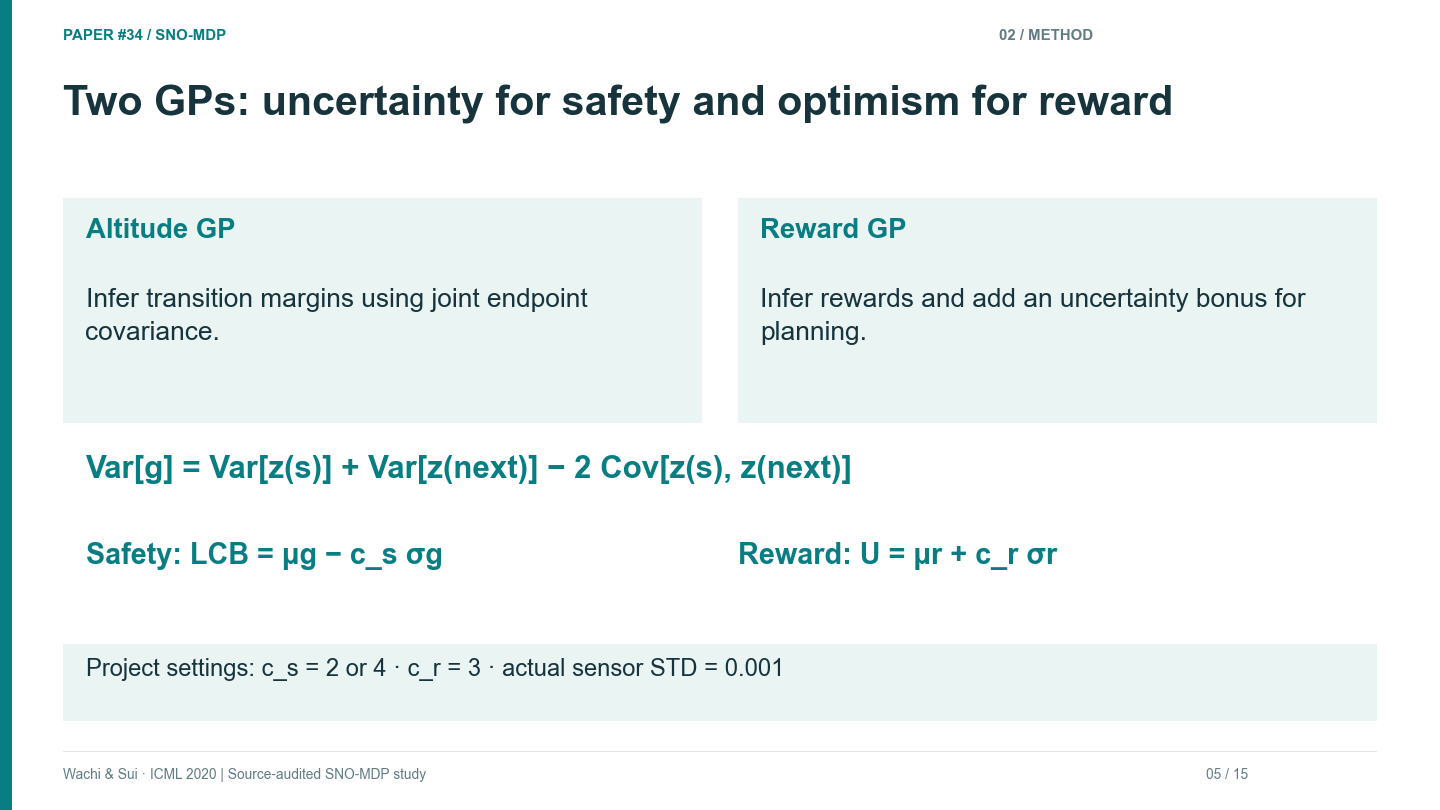 PAPER #34 / SNO-MDP
02 / METHOD
Two GPs: uncertainty for safety and optimism for reward
Altitude GP
Infer transition margins using joint endpoint
covariance.
Reward GP
Infer rewards and add an uncertainty bonus for
planning.
Var[g] = Var[z(s)] + Var[z(next)] − 2 Cov[z(s), z(next)]
Safety: LCB = μg − c_s σg
Reward: U = μr + c_r σr
Project settings: c_s = 2 or 4 · c_r = 3 · actual sensor STD = 0.001
Wachi & Sui · ICML 2020 | Source-audited SNO-MDP study
05 / 15